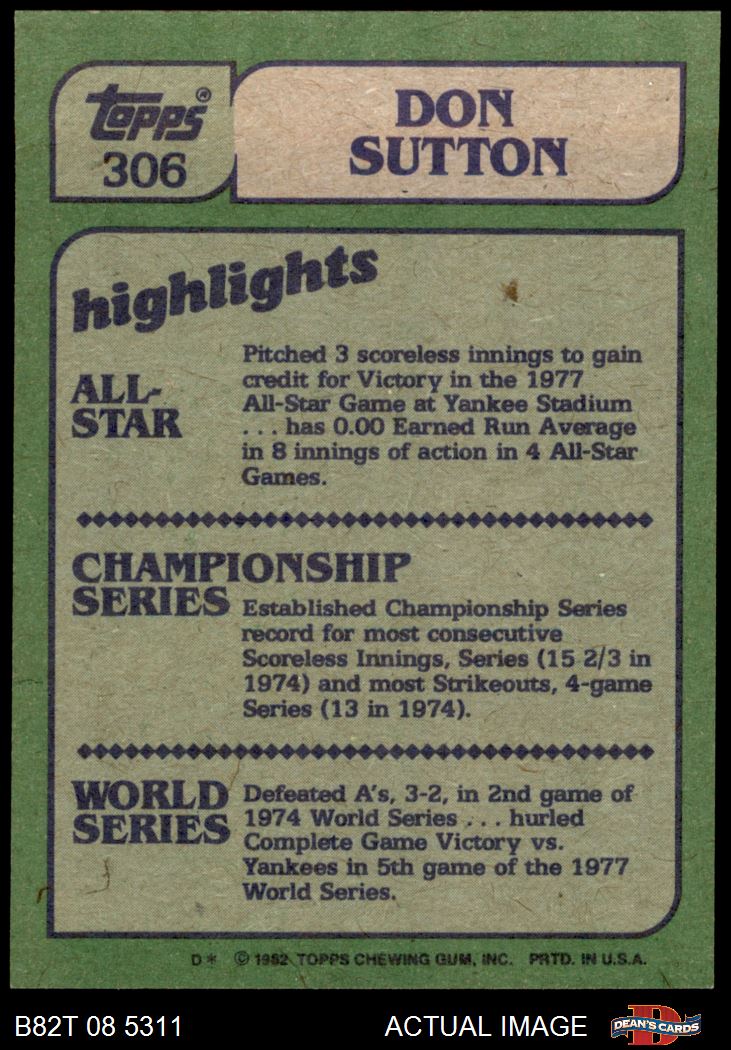 topps®
306
DON
SUTTON
highlights
ALL-
STAR
Pitched 3 scoreless innings to gain
credit for Victory in the 1977
All-Star Game at Yankee Stadium
. . . has 0.00 Earned Run Average
in 8 innings of action in 4 All-Star
Games.
CHAMPIONSHIP
SERIES
Established Championship Series
record for most consecutive
Scoreless Innings, Series (15 2/3 in
1974) and most Strikeouts, 4-game
Series (13 in 1974).
WORLD
SERIES
Defeated A's, 3-2, in 2nd game of
1974 World Series . . . hurled
Complete Game Victory vs.
Yankees in 5th game of the 1977
World Series.
D* © 1982 TOPPS CHEWING GUM, INC. PRTD. IN U.S.A.
B82T 08 5311 ACTUAL IMAGE
D
DEAN'S CARDS